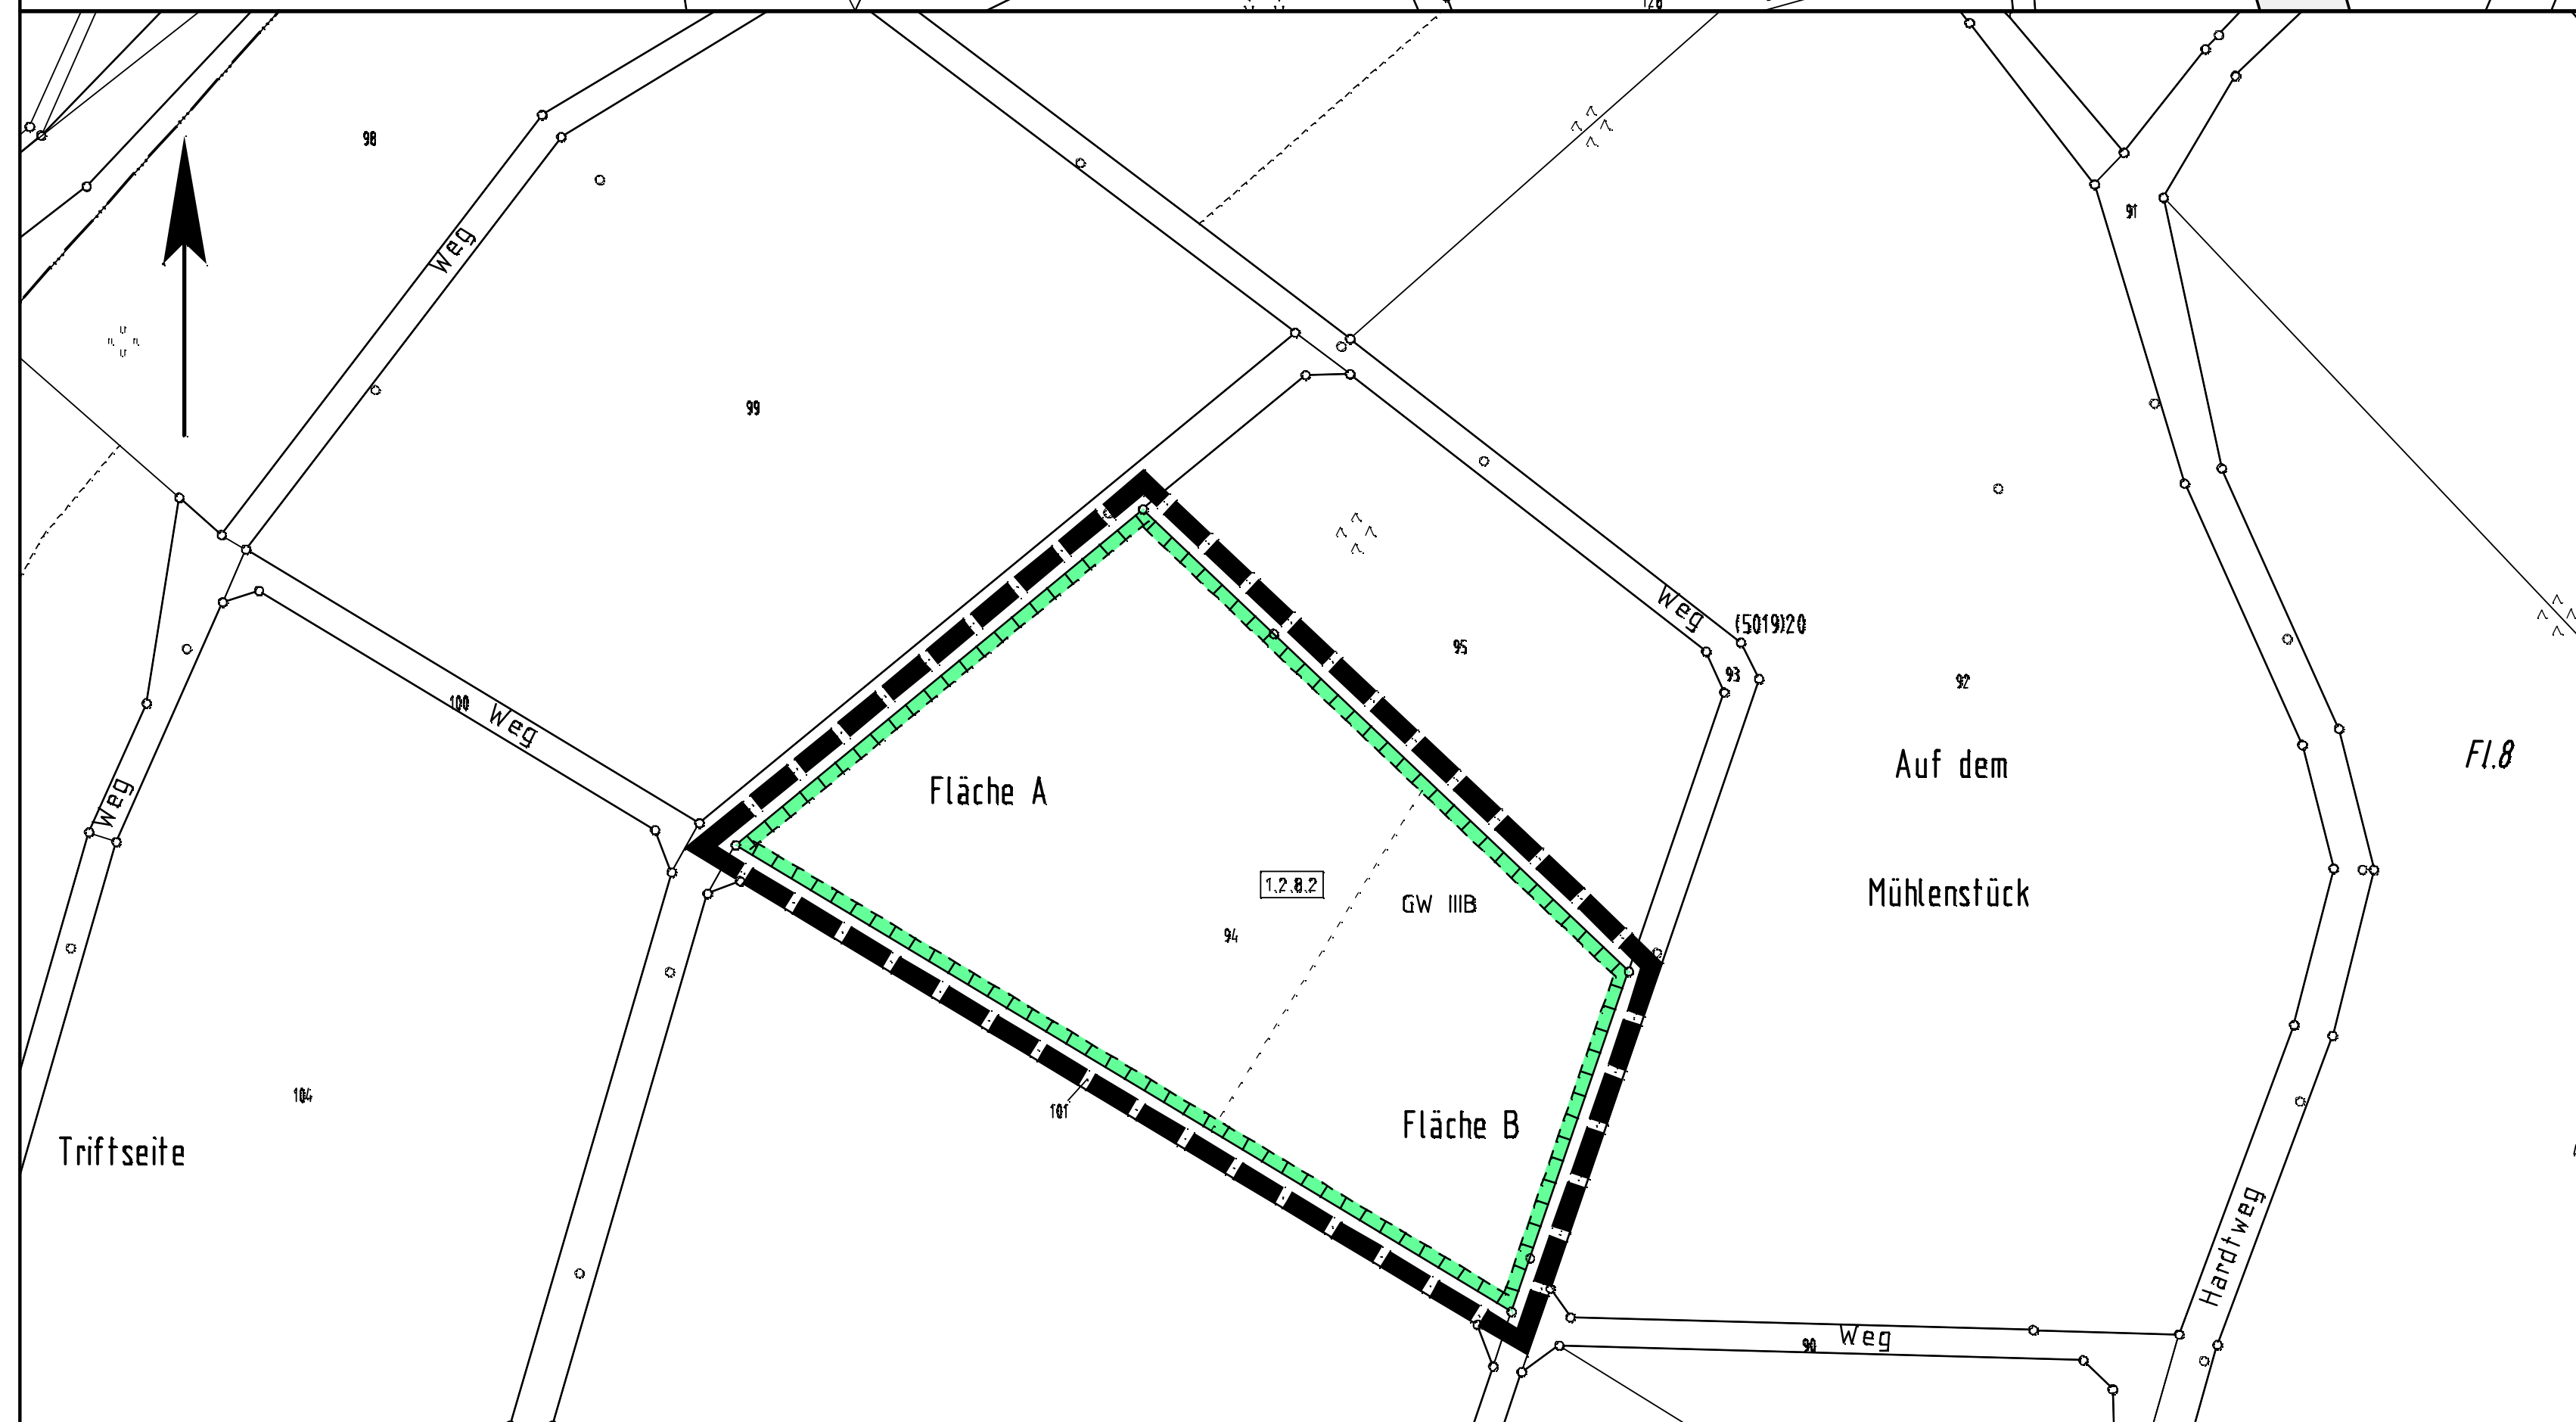 98
Weg
91
99
Weg
(5019)20
95
93
92
100
Weg
Auf dem
Fl.8
Fläche A
Weg
1.2.8.2
Mühlenstück
GW IIIB
94
104
101
Fläche B
Triftseite
Hardtweg
90
Weg